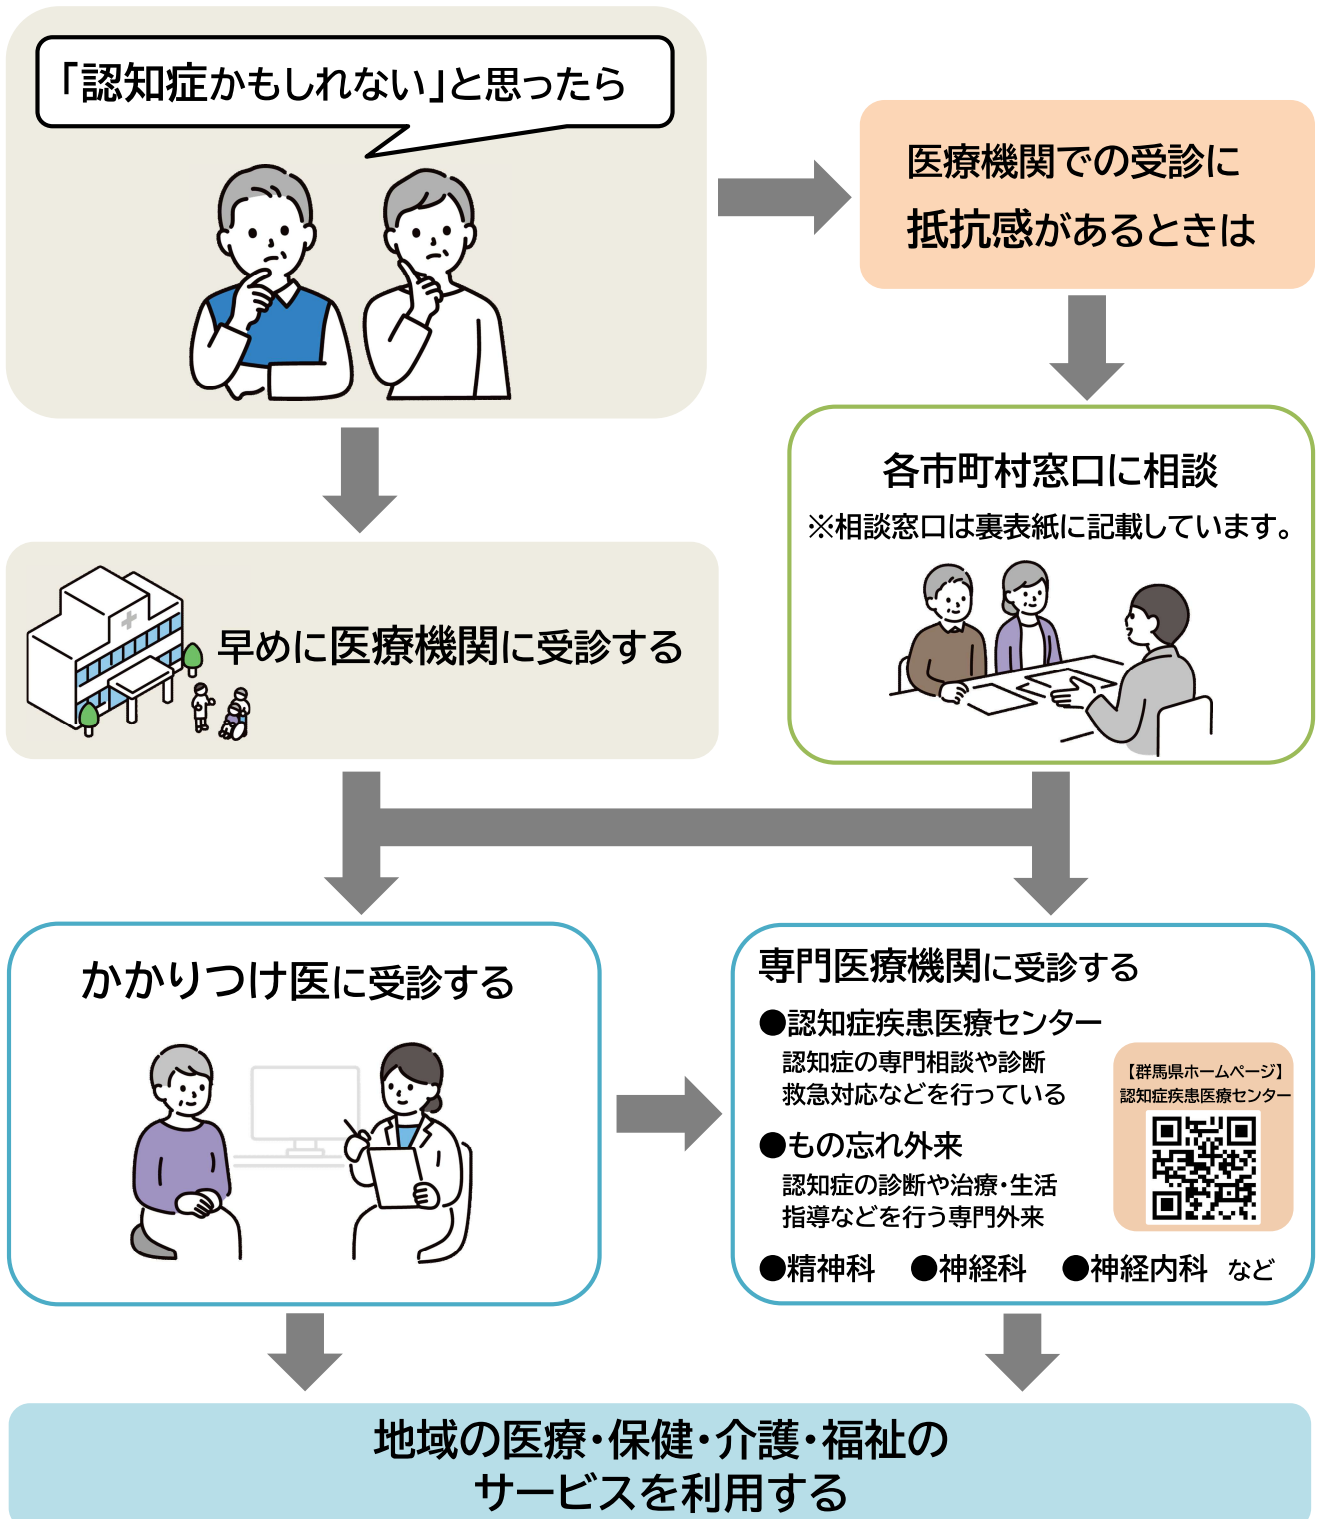 「認知症かもしれない」と思ったら
医療機関での受診に
抵抗感があるときは
各市町村窓口に相談
※相談窓口は裏表紙に記載しています。
早めに医療機関に受診する
かかりつけ医に受診する
専門医療機関に受診する
●認知症疾患医療センター
認知症の専門相談や診断
救急対応などを行っている
●もの忘れ外来
認知症の診断や治療・生活
指導などを行う専門外来
【群馬県ホームページ】
認知症疾患医療センター
●精神科 ●神経科 ●神経内科 など
地域の医療・保健・介護・福祉の
サービスを利用する